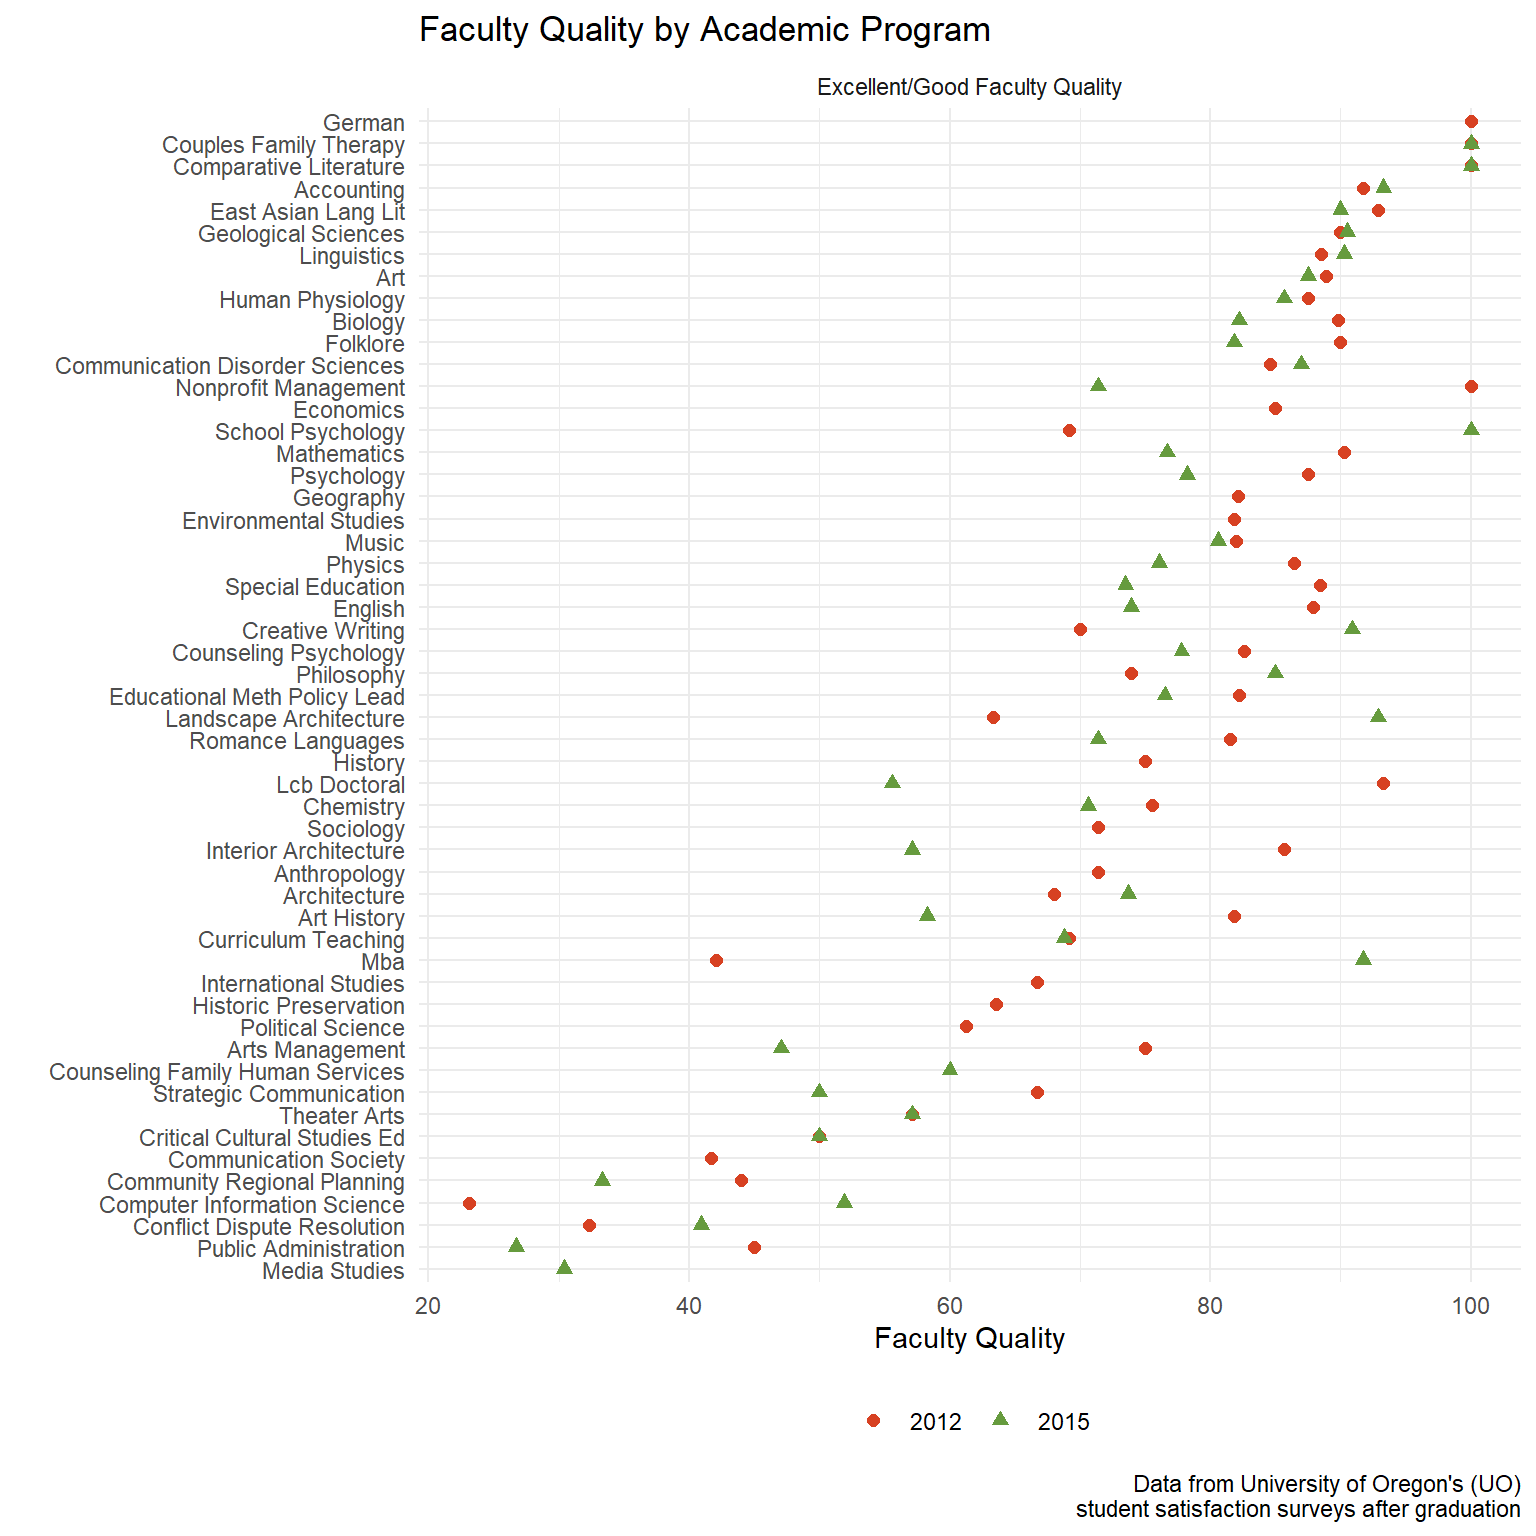 Faculty Quality by Academic Program
Excellent/Good Faculty Quality
German
Couples Family Therapy
Comparative Literature
Accounting
East Asian Lang Lit
Geological Sciences
Linguistics
Art
Human Physiology
Biology
Folklore
Communication Disorder Sciences
Nonprofit Management
Economics
School Psychology
Mathematics
Psychology
Geography
Environmental Studies
Music
Physics
Special Education
English
Creative Writing
Counseling Psychology
Philosophy
Educational Meth Policy Lead
Landscape Architecture
Romance Languages
History
Lcb Doctoral
Chemistry
Sociology
Interior Architecture
Anthropology
Architecture
Art History
Curriculum Teaching
Mba
International Studies
Historic Preservation
Political Science
Arts Management
Counseling Family Human Services
Strategic Communication
Theater Arts
Critical Cultural Studies Ed
Communication Society
Community Regional Planning
Computer Information Science
Conflict Dispute Resolution
Public Administration
Media Studies
20 40 60 80 100
Faculty Quality
2012 2015
Data from University of Oregon's (UO)
student satisfaction surveys after graduation